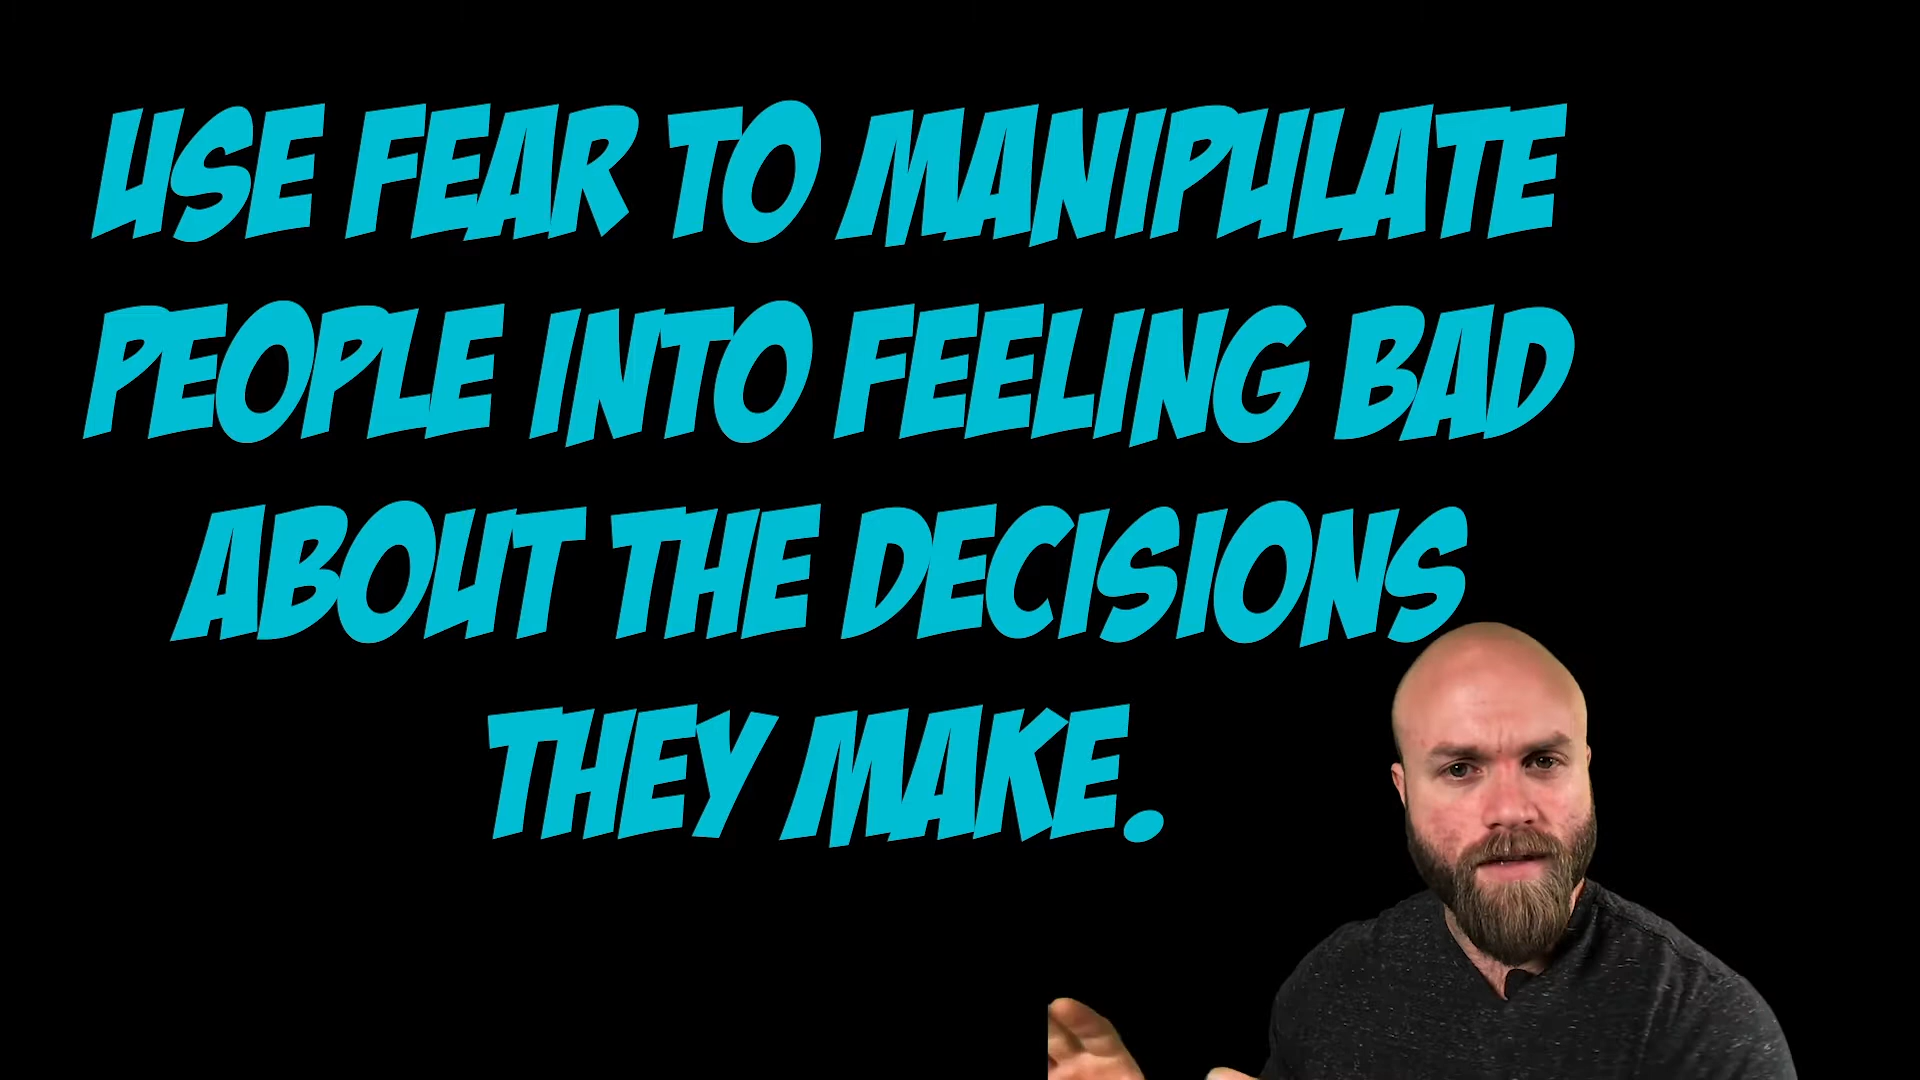 USE FEAR TO MANIPULATE
PEOPLE INTO FEELING BAD
ABOUT THE DECISIONS
THEY MAKE.